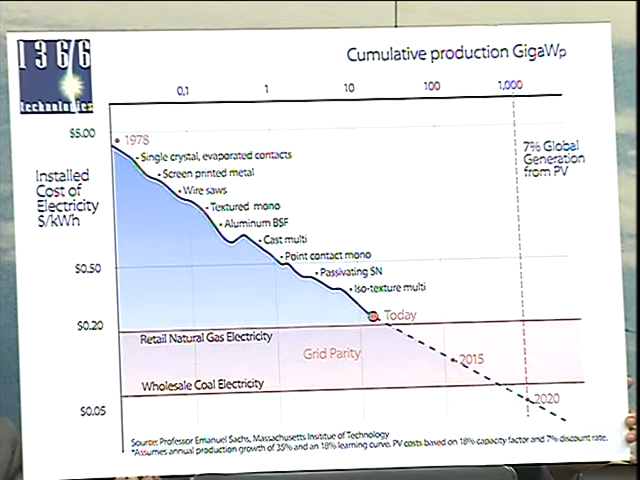 1366
technologies
Cumulative production GigaWp
0,1 1 10 100 1,000
$5.00
1978
Single crystal, evaporated contacts
Screen printed metal
Wire saws
Textured mono
Aluminum BSF
Cast multi
Point contact mono
Passivating SN
Iso-texture multi
Today
7% Global
Generation
from PV
Installed
Cost of
Electricity
$/kWh
$0.50
$0.20
Retail Natural Gas Electricity
Grid Parity
2015
Wholesale Coal Electricity
2020
$0.05
Source: Professor Emanuel Sachs, Massachusetts Insititue of Technology
*Assumes annual production growth of 35% and an 18% learning curve. PV costs based on 18% capacity factor and 7% discount rate.